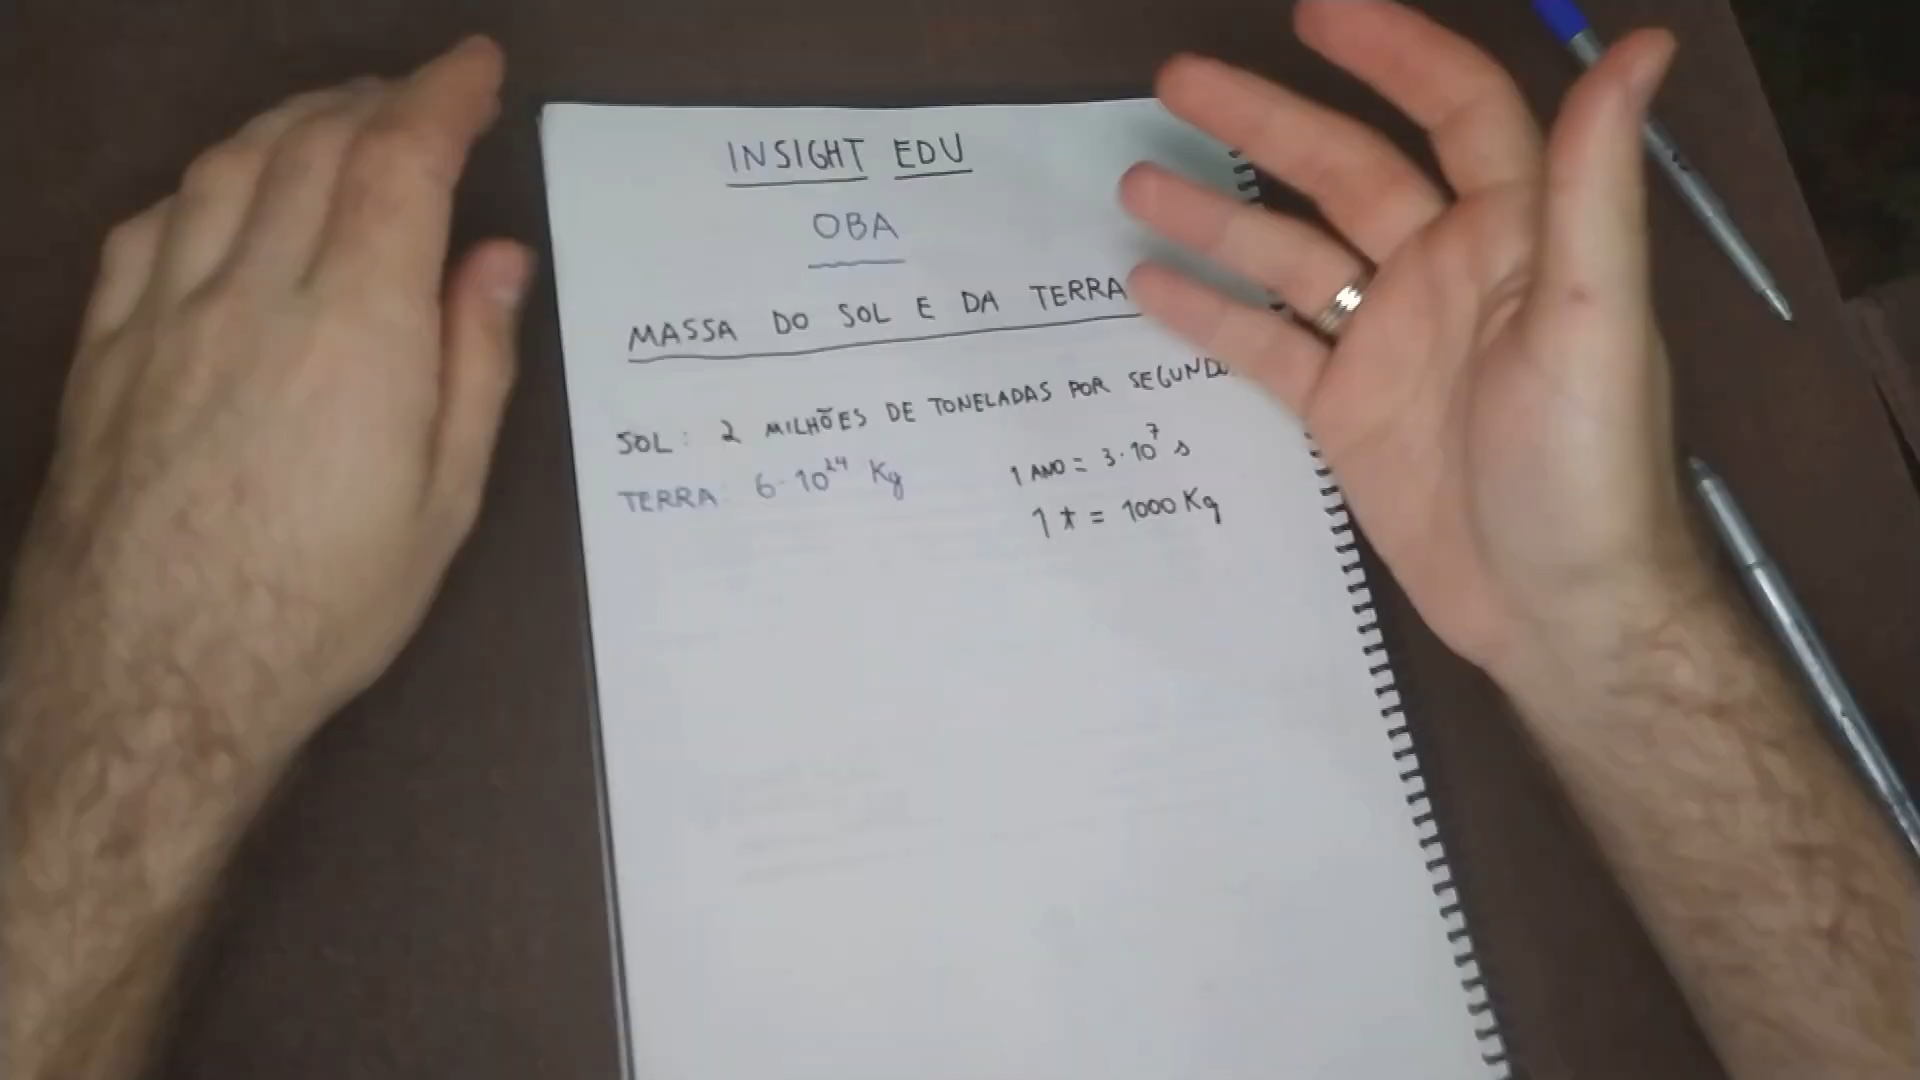 INSIGHT EDU
OBA
MASSA DO SOL E DA TERRA
SOL: 2 MILHÕES DE TONELADAS POR SEGUNDO
TERRA: 6·10²⁴ Kg
1 ANO = 3·10⁷ s
1 t = 1000 Kg